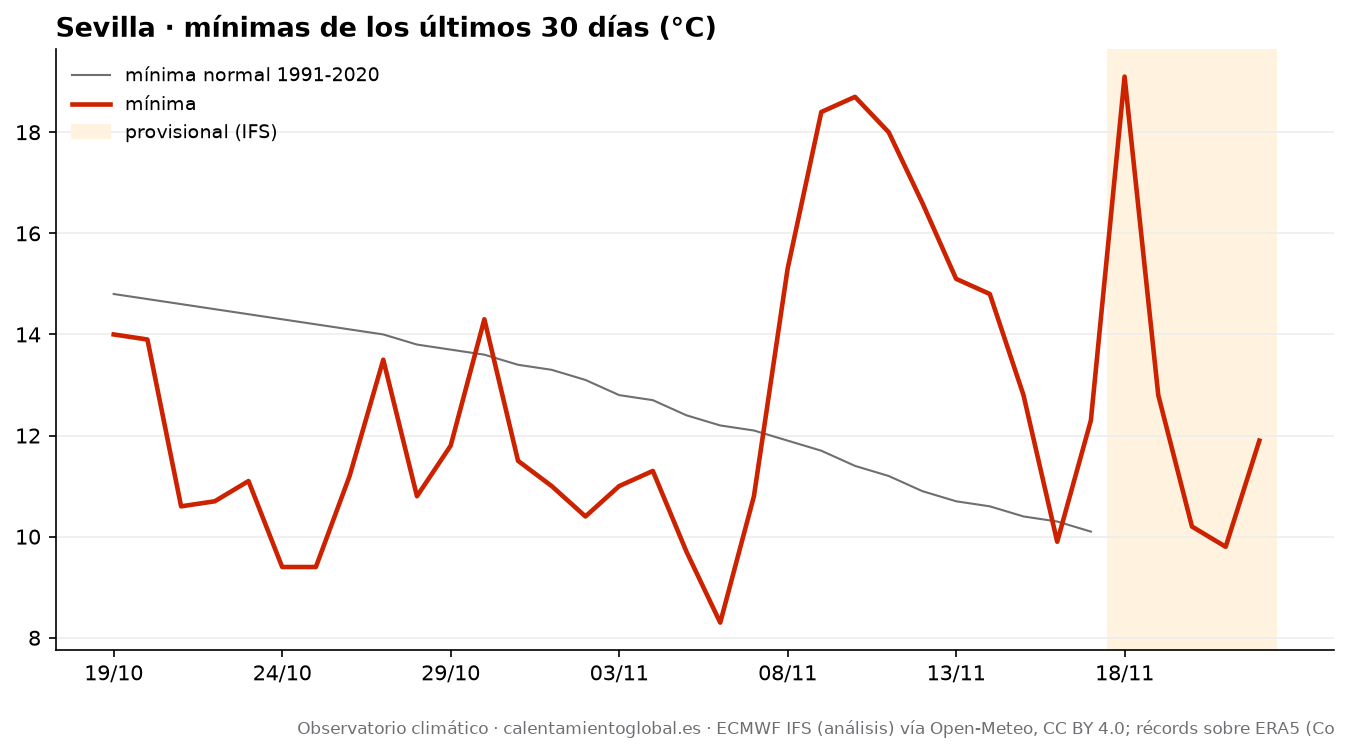 Sevilla · mínimas de los últimos 30 días (°C)
mínima normal 1991-2020
mínima
provisional (IFS)
18
16
14
12
10
8
19/10 24/10 29/10 03/11 08/11 13/11 18/11
Observatorio climático · calentamientoglobal.es · ECMWF IFS (análisis) vía Open-Meteo, CC BY 4.0; récords sobre ERA5 (Co